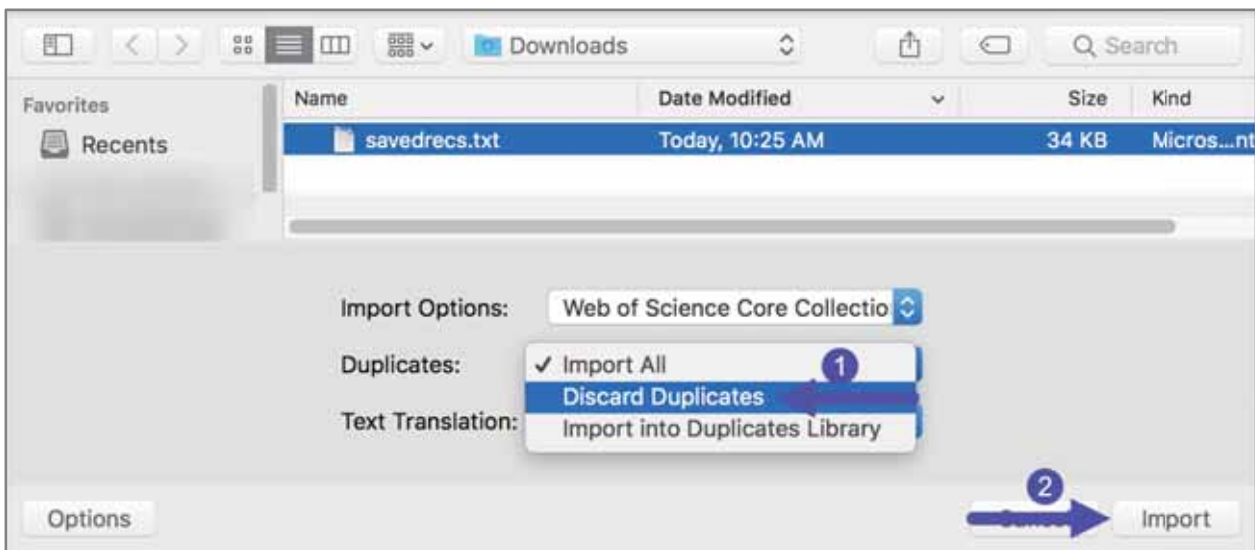 Downloads
Search
Favorites
Name Date Modified Size Kind
Recents
savedrecs.txt Today, 10:25 AM 34 KB Micros...nt
Import Options: Web of Science Core Collectio
Duplicates: ✓ Import All 1
Discard Duplicates
Text Translation: Import into Duplicates Library
2
Options Import